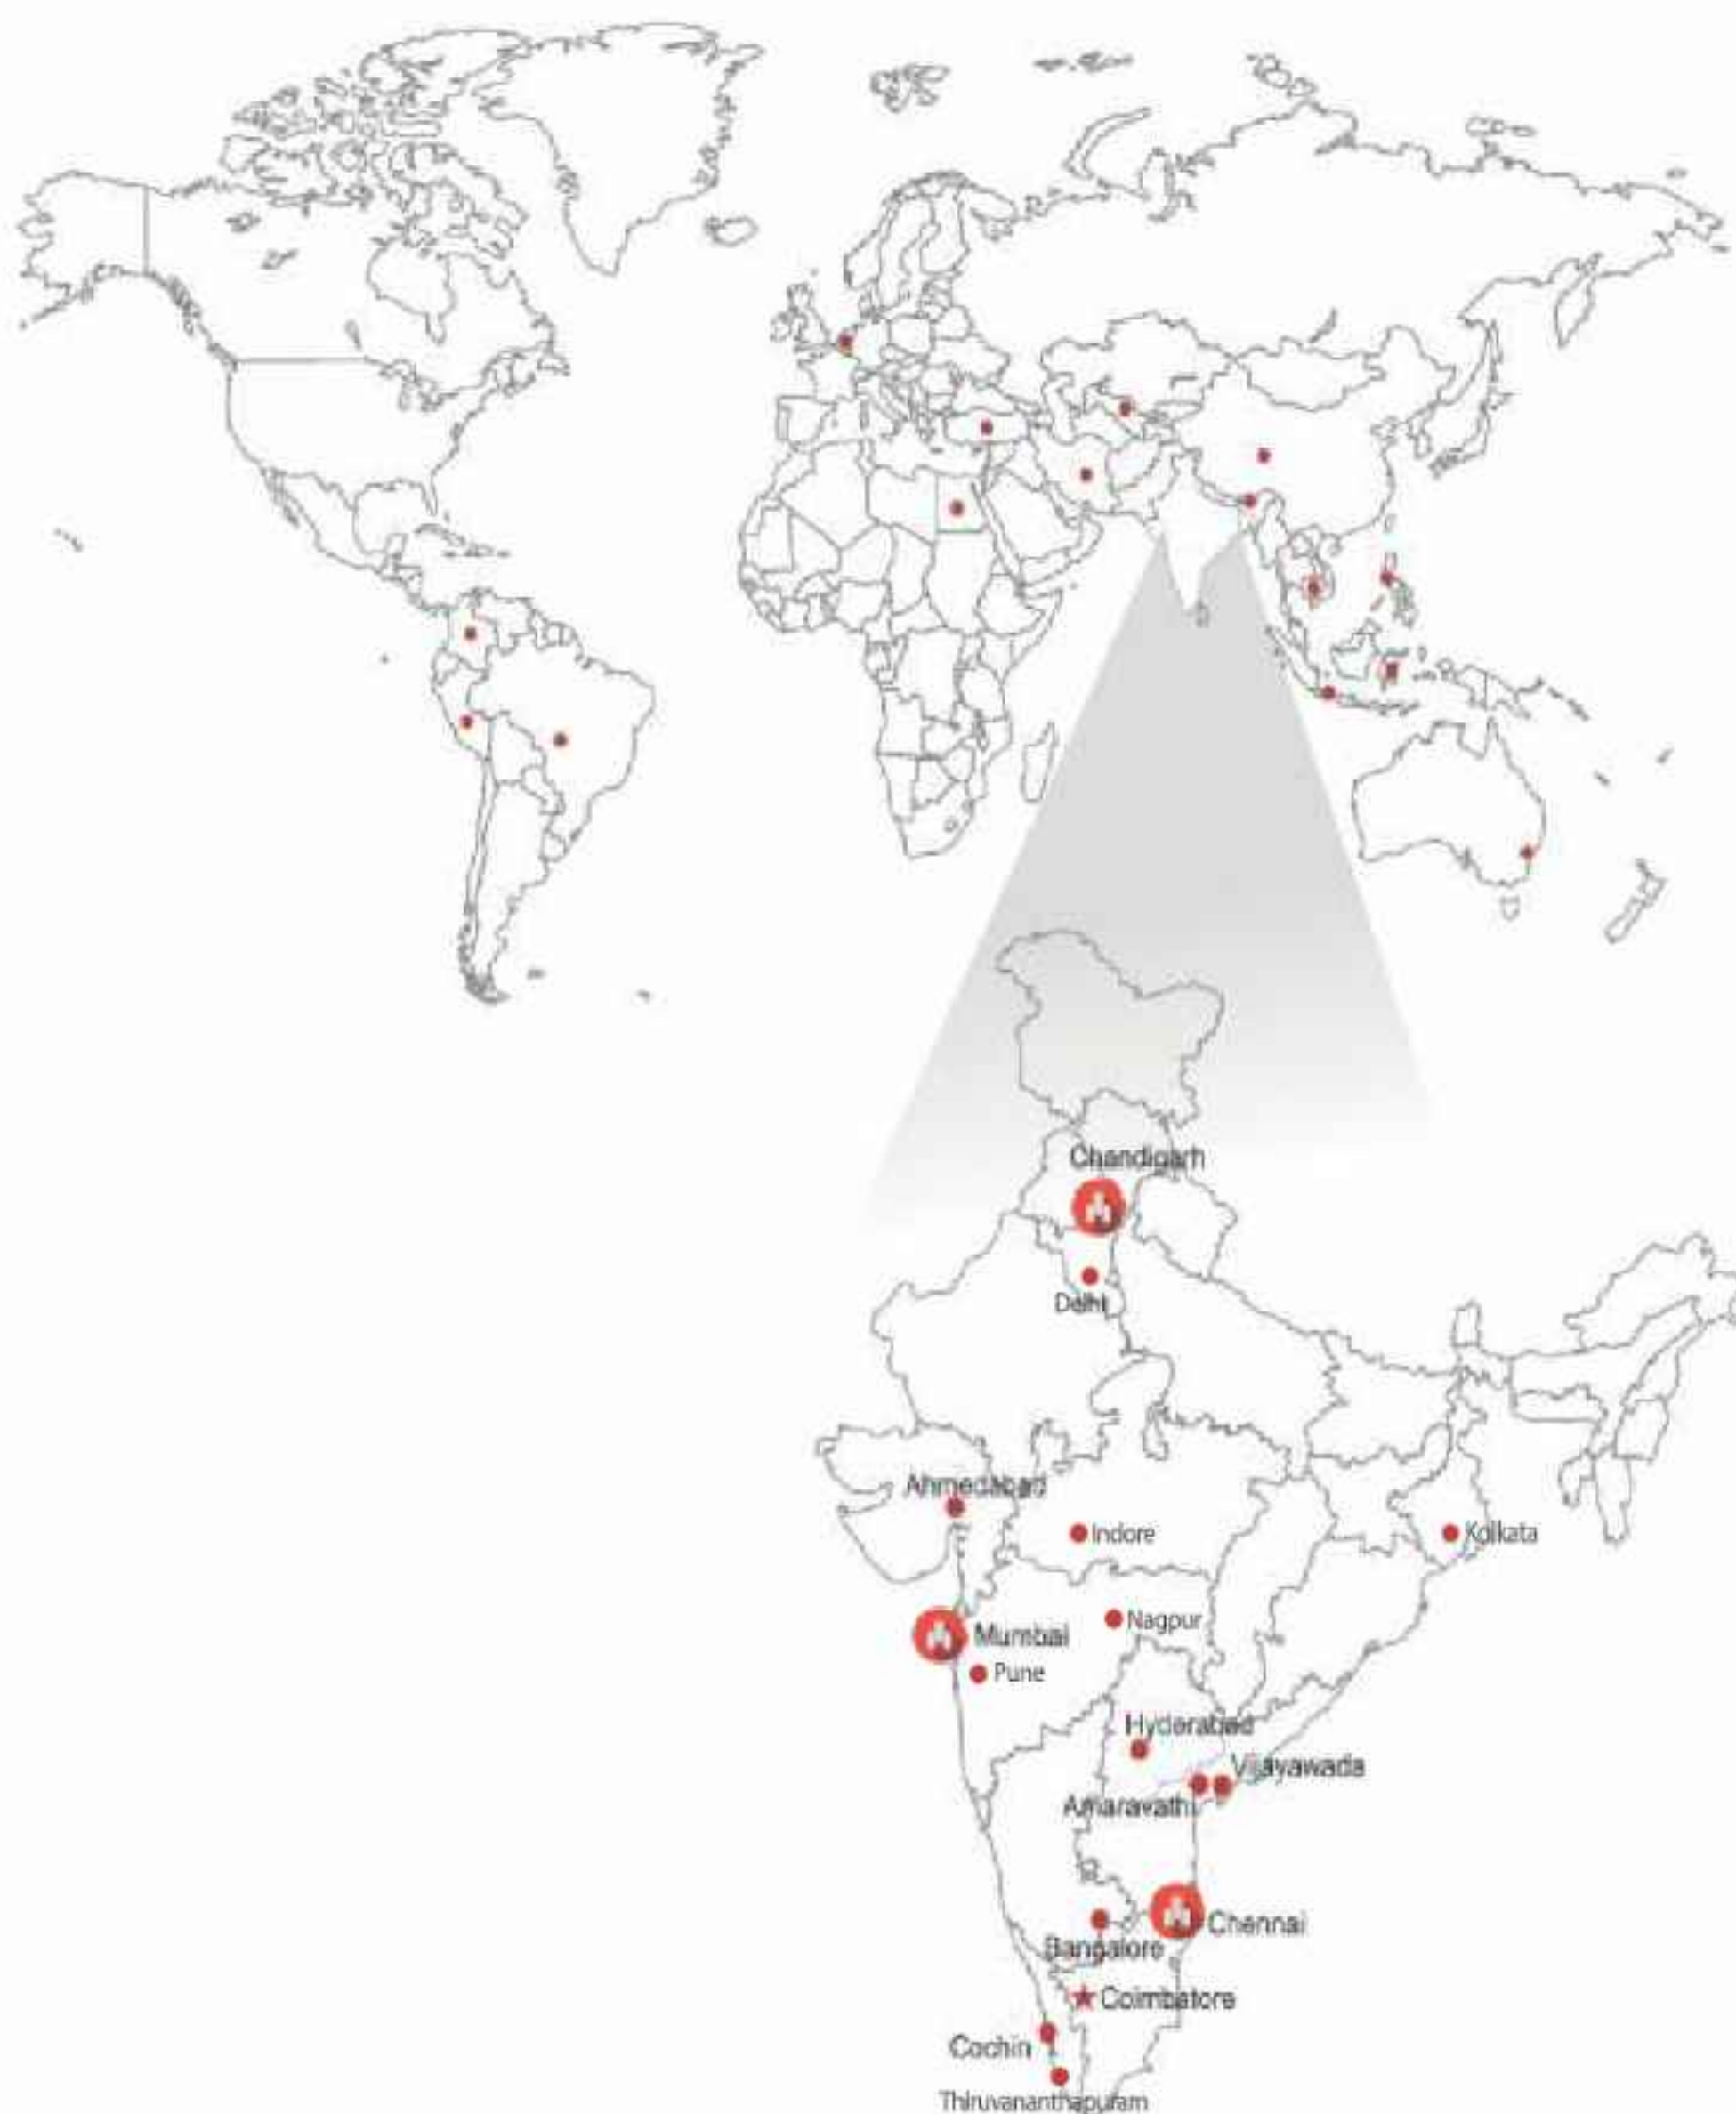 Chandigarh
Delhi
Ahmedabad
Indore
Kolkata
Nagpur
Mumbai
Pune
Hyderabad
Vijayawada
Amaravathi
Chennai
Bangalore
Coimbatore
Cochin
Thiruvananthapuram